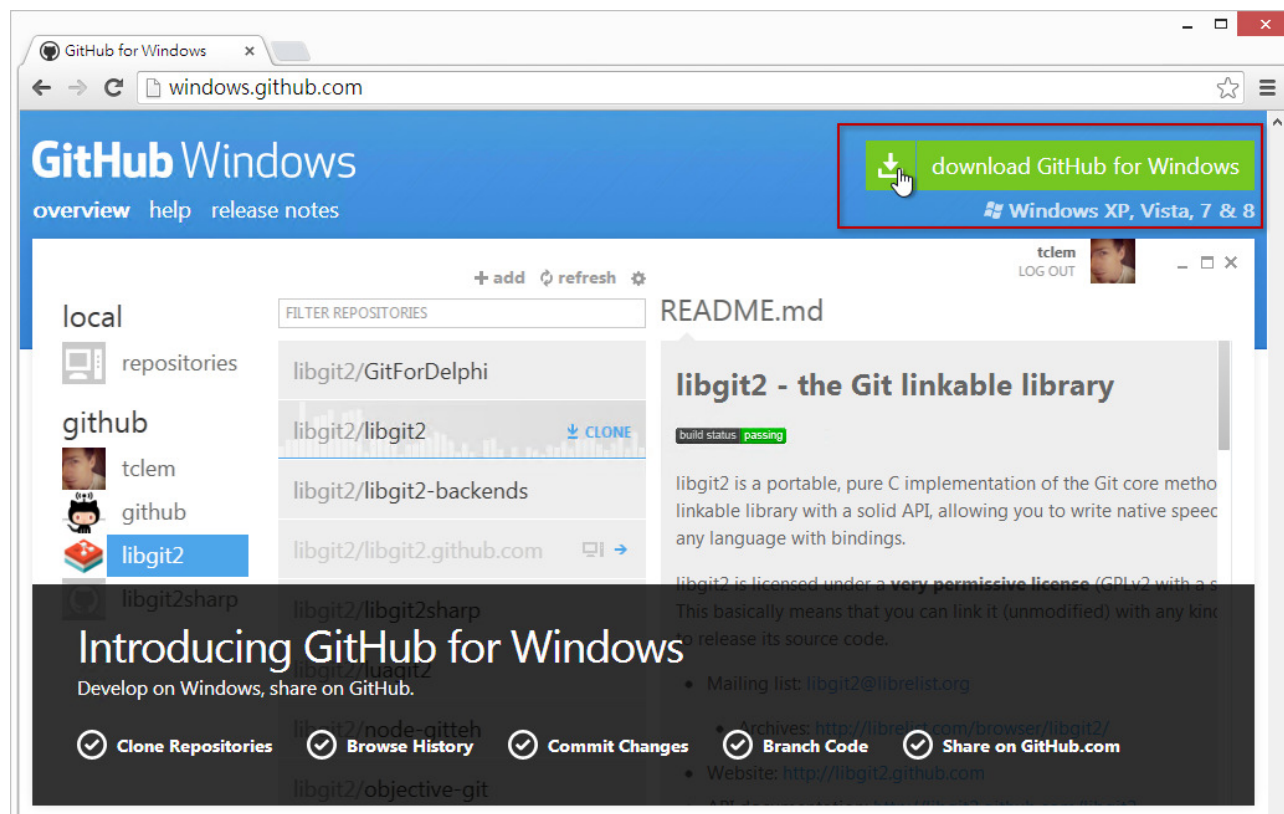 GitHub for Windows
windows.github.com
GitHub Windows
download GitHub for Windows
overview help release notes
Windows XP, Vista, 7 & 8
tclem
LOG OUT
add refresh
local
repositories
github
tclem
github
libgit2
libgit2sharp
FILTER REPOSITORIES
libgit2/GitForDelphi
libgit2/libgit2
CLONE
libgit2/libgit2-backends
libgit2/libgit2.github.com
libgit2/libgit2sharp
libgit2/luagit2
libgit2/node-gitteh
libgit2/objective-git
README.md
libgit2 - the Git linkable library
build status passing
libgit2 is a portable, pure C implementation of the Git core metho
linkable library with a solid API, allowing you to write native speed
any language with bindings.
libgit2 is licensed under a very permissive license (GPLv2 with a s
This basically means that you can link it (unmodified) with any kind
to release its source code.
Mailing list: libgit2@librelist.org
Archives: http://librelist.com/browser/libgit2/
Website: http://libgit2.github.com
Introducing GitHub for Windows
Develop on Windows, share on GitHub.
Clone Repositories Browse History Commit Changes Branch Code Share on GitHub.com